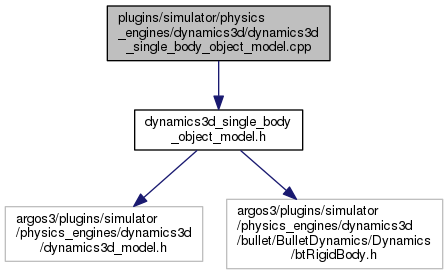 plugins/simulator/physics
_engines/dynamics3d/dynamics3d
_single_body_object_model.cpp
dynamics3d_single_body
_object_model.h
argos3/plugins/simulator
/physics_engines/dynamics3d
/dynamics3d_model.h
argos3/plugins/simulator
/physics_engines/dynamics3d
/bullet/BulletDynamics/Dynamics
/btRigidBody.h